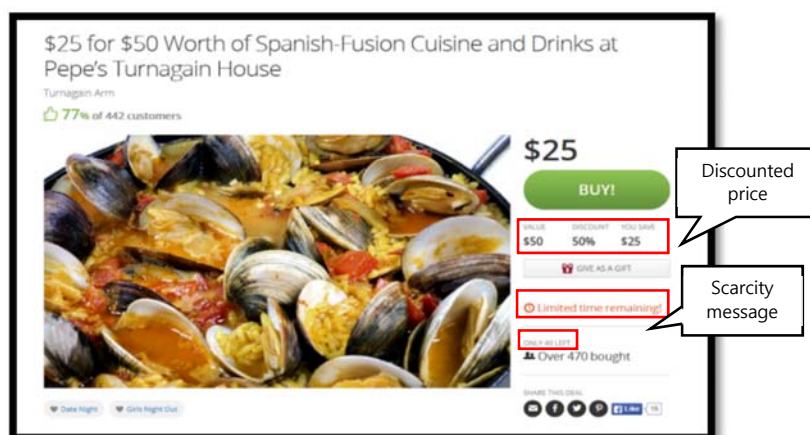 $25 for $50 Worth of Spanish-Fusion Cuisine and Drinks at
Pepe's Turnagain House
Turnagain Arm
77% of 442 customers
$25
BUY!
VALUE DISCOUNT YOU SAVE
$50 50% $25
GIVE AS A GIFT
Limited time remaining!
ONLY 40 LEFT
Over 470 bought
SHARE THIS DEAL
Like 16
Date Night Girls Night Out
Discounted
price
Scarcity
message